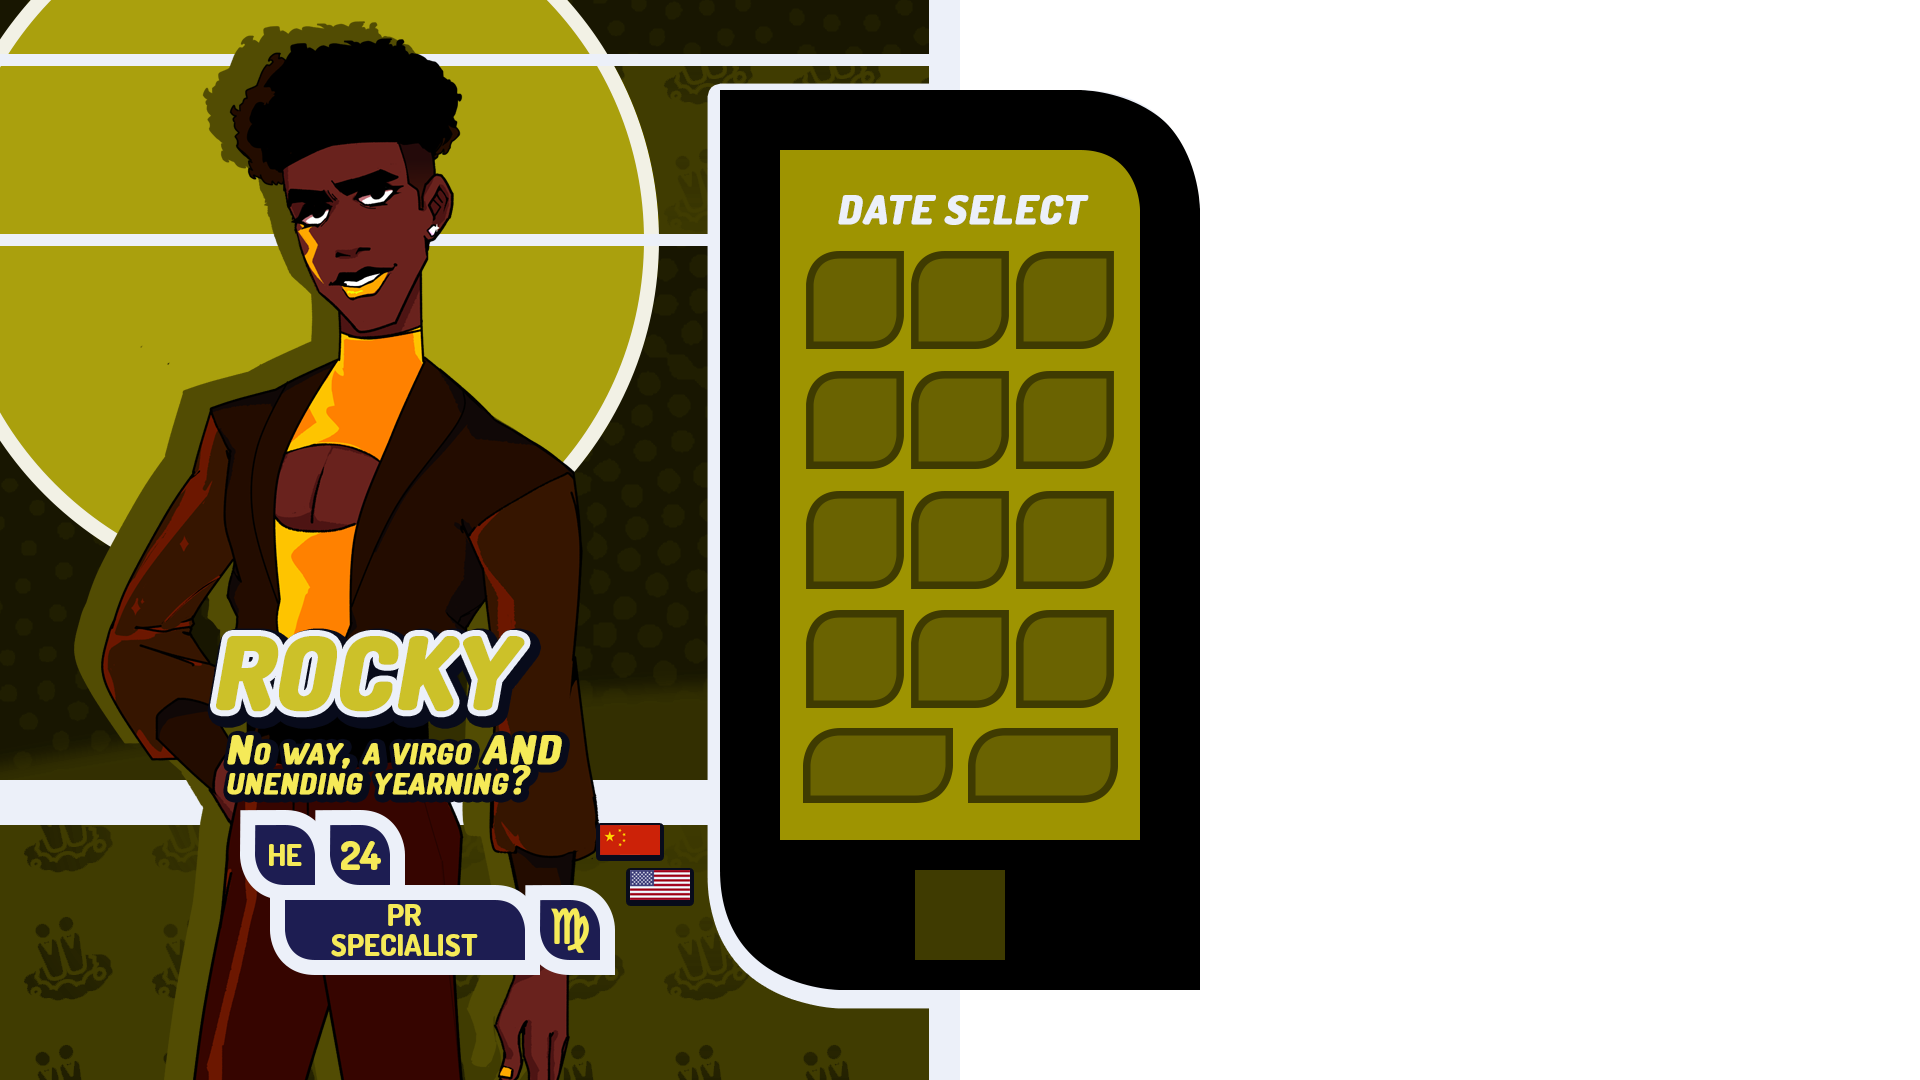 DATE SELECT
ROCKY
NO WAY, A VIRGO AND
UNENDING YEARNING?
HE
24
PR
SPECIALIST
♍